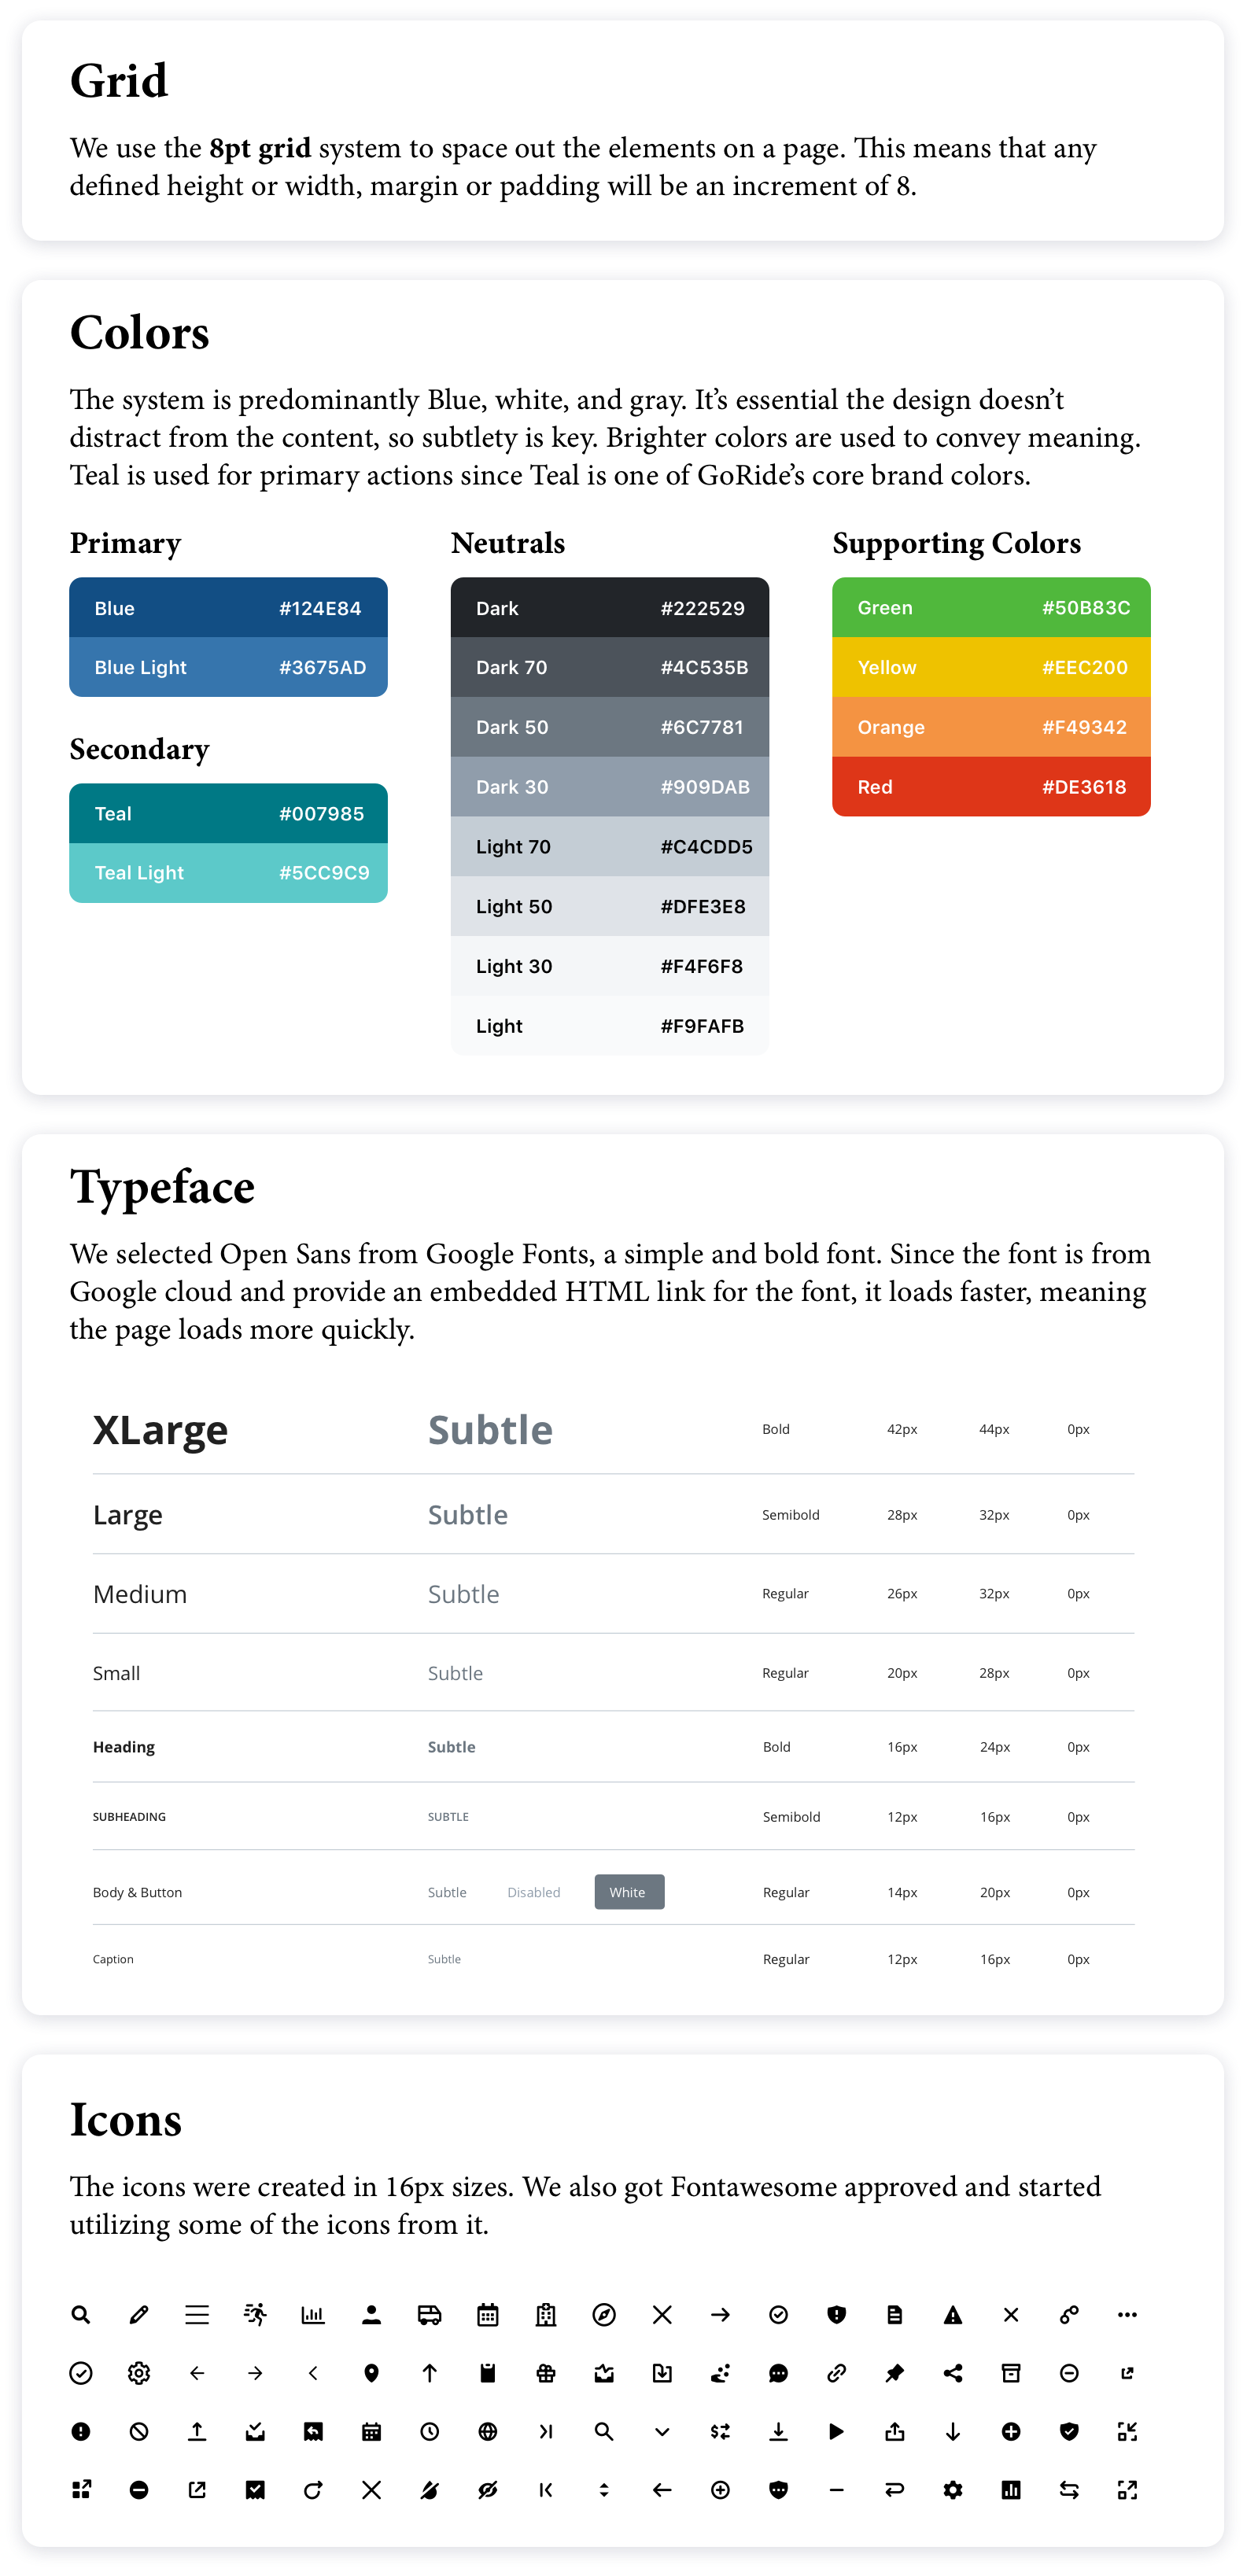 Grid
We use the 8pt grid system to space out the elements on a page. This means that any
defined height or width, margin or padding will be an increment of 8.
Colors
The system is predominantly Blue, white, and gray. It’s essential the design doesn’t
distract from the content, so subtlety is key. Brighter colors are used to convey meaning.
Teal is used for primary actions since Teal is one of GoRide’s core brand colors.
Primary
Blue #124E84
Blue Light #3675AD
Secondary
Teal #007985
Teal Light #5CC9C9
Neutrals
Dark #222529
Dark 70 #4C535B
Dark 50 #6C7781
Dark 30 #909DAB
Light 70 #C4CDD5
Light 50 #DFE3E8
Light 30 #F4F6F8
Light #F9FAFB
Supporting Colors
Green #50B83C
Yellow #EEC200
Orange #F49342
Red #DE3618
Typeface
We selected Open Sans from Google Fonts, a simple and bold font. Since the font is from
Google cloud and provide an embedded HTML link for the font, it loads faster, meaning
the page loads more quickly.
XLarge Subtle Bold 42px 44px 0px
Large Subtle Semibold 28px 32px 0px
Medium Subtle Regular 26px 32px 0px
Small Subtle Regular 20px 28px 0px
Heading Subtle Bold 16px 24px 0px
SUBHEADING SUBTLE Semibold 12px 16px 0px
Body & Button Subtle Disabled White Regular 14px 20px 0px
Caption Subtle Regular 12px 16px 0px
Icons
The icons were created in 16px sizes. We also got Fontawesome approved and started
utilizing some of the icons from it.